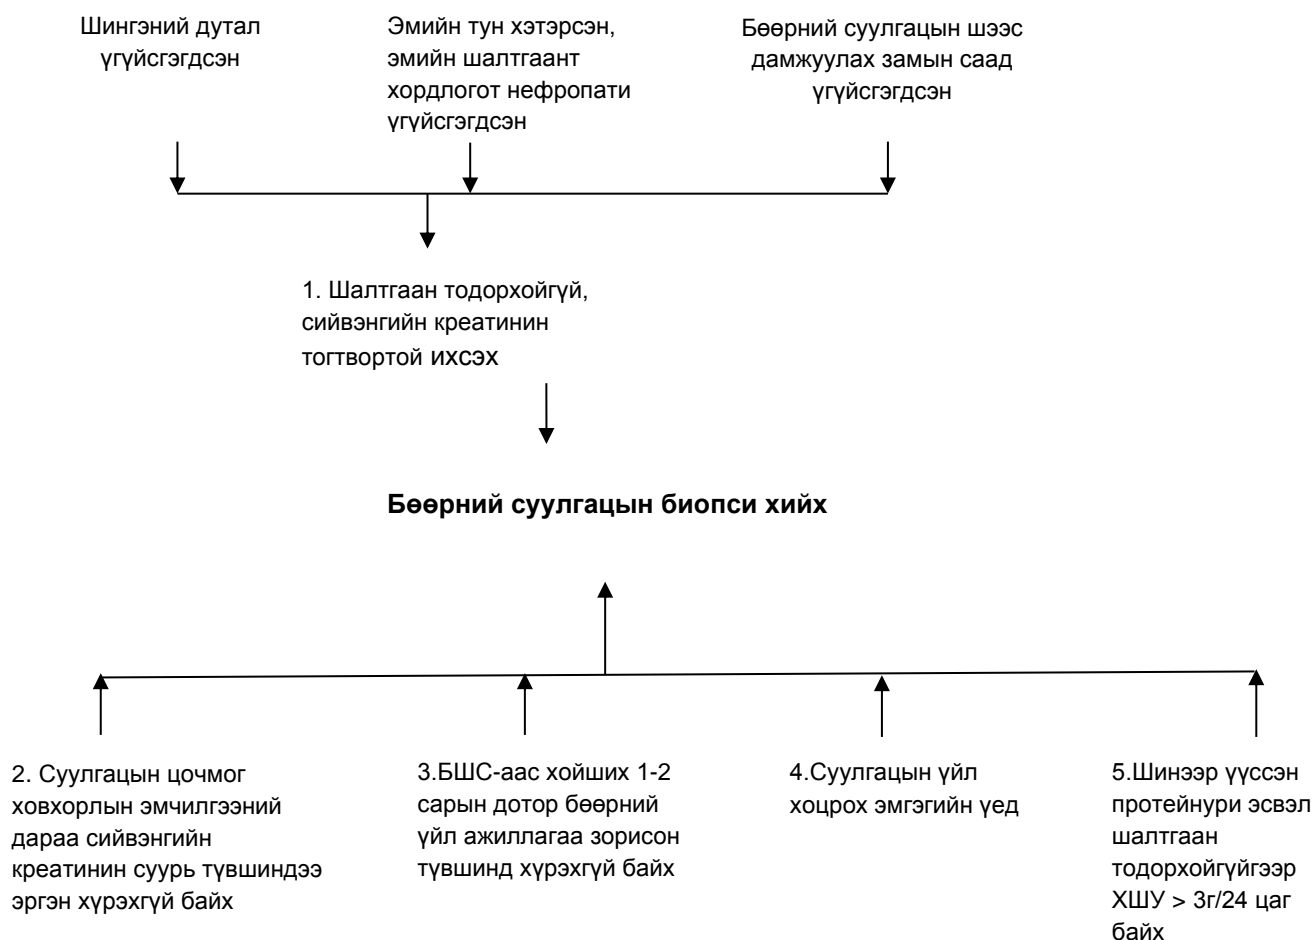 Шингэний дутал
үгүйсгэгдсэн
Эмийн тун хэтэрсэн,
эмийн шалтгаант
хордлогот нефропати
үгүйсгэгдсэн
Бөөрний суулгацын шээс
дамжуулах замын саад
үгүйсгэгдсэн
1. Шалтгаан тодорхойгүй,
сийвэнгийн креатинин
тогтвортой ихсэх
Бөөрний суулгацын биопси хийх
2. Суулгацын цочмог
ховхорлын эмчилгээний
дараа сийвэнгийн
креатинин суурь түвшиндээ
эргэн хүрэхгүй байх
3.БШС-аас хойших 1-2
сарын дотор бөөрний
үйл ажиллагаа зорисон
түвшинд хүрэхгүй байх
4.Суулгацын үйл
хоцрох эмгэгийн үед
5.Шинээр үүссэн
протейнури эсвэл
шалтгаан
тодорхойгүйгээр
ХШУ > 3г/24 цаг
байх